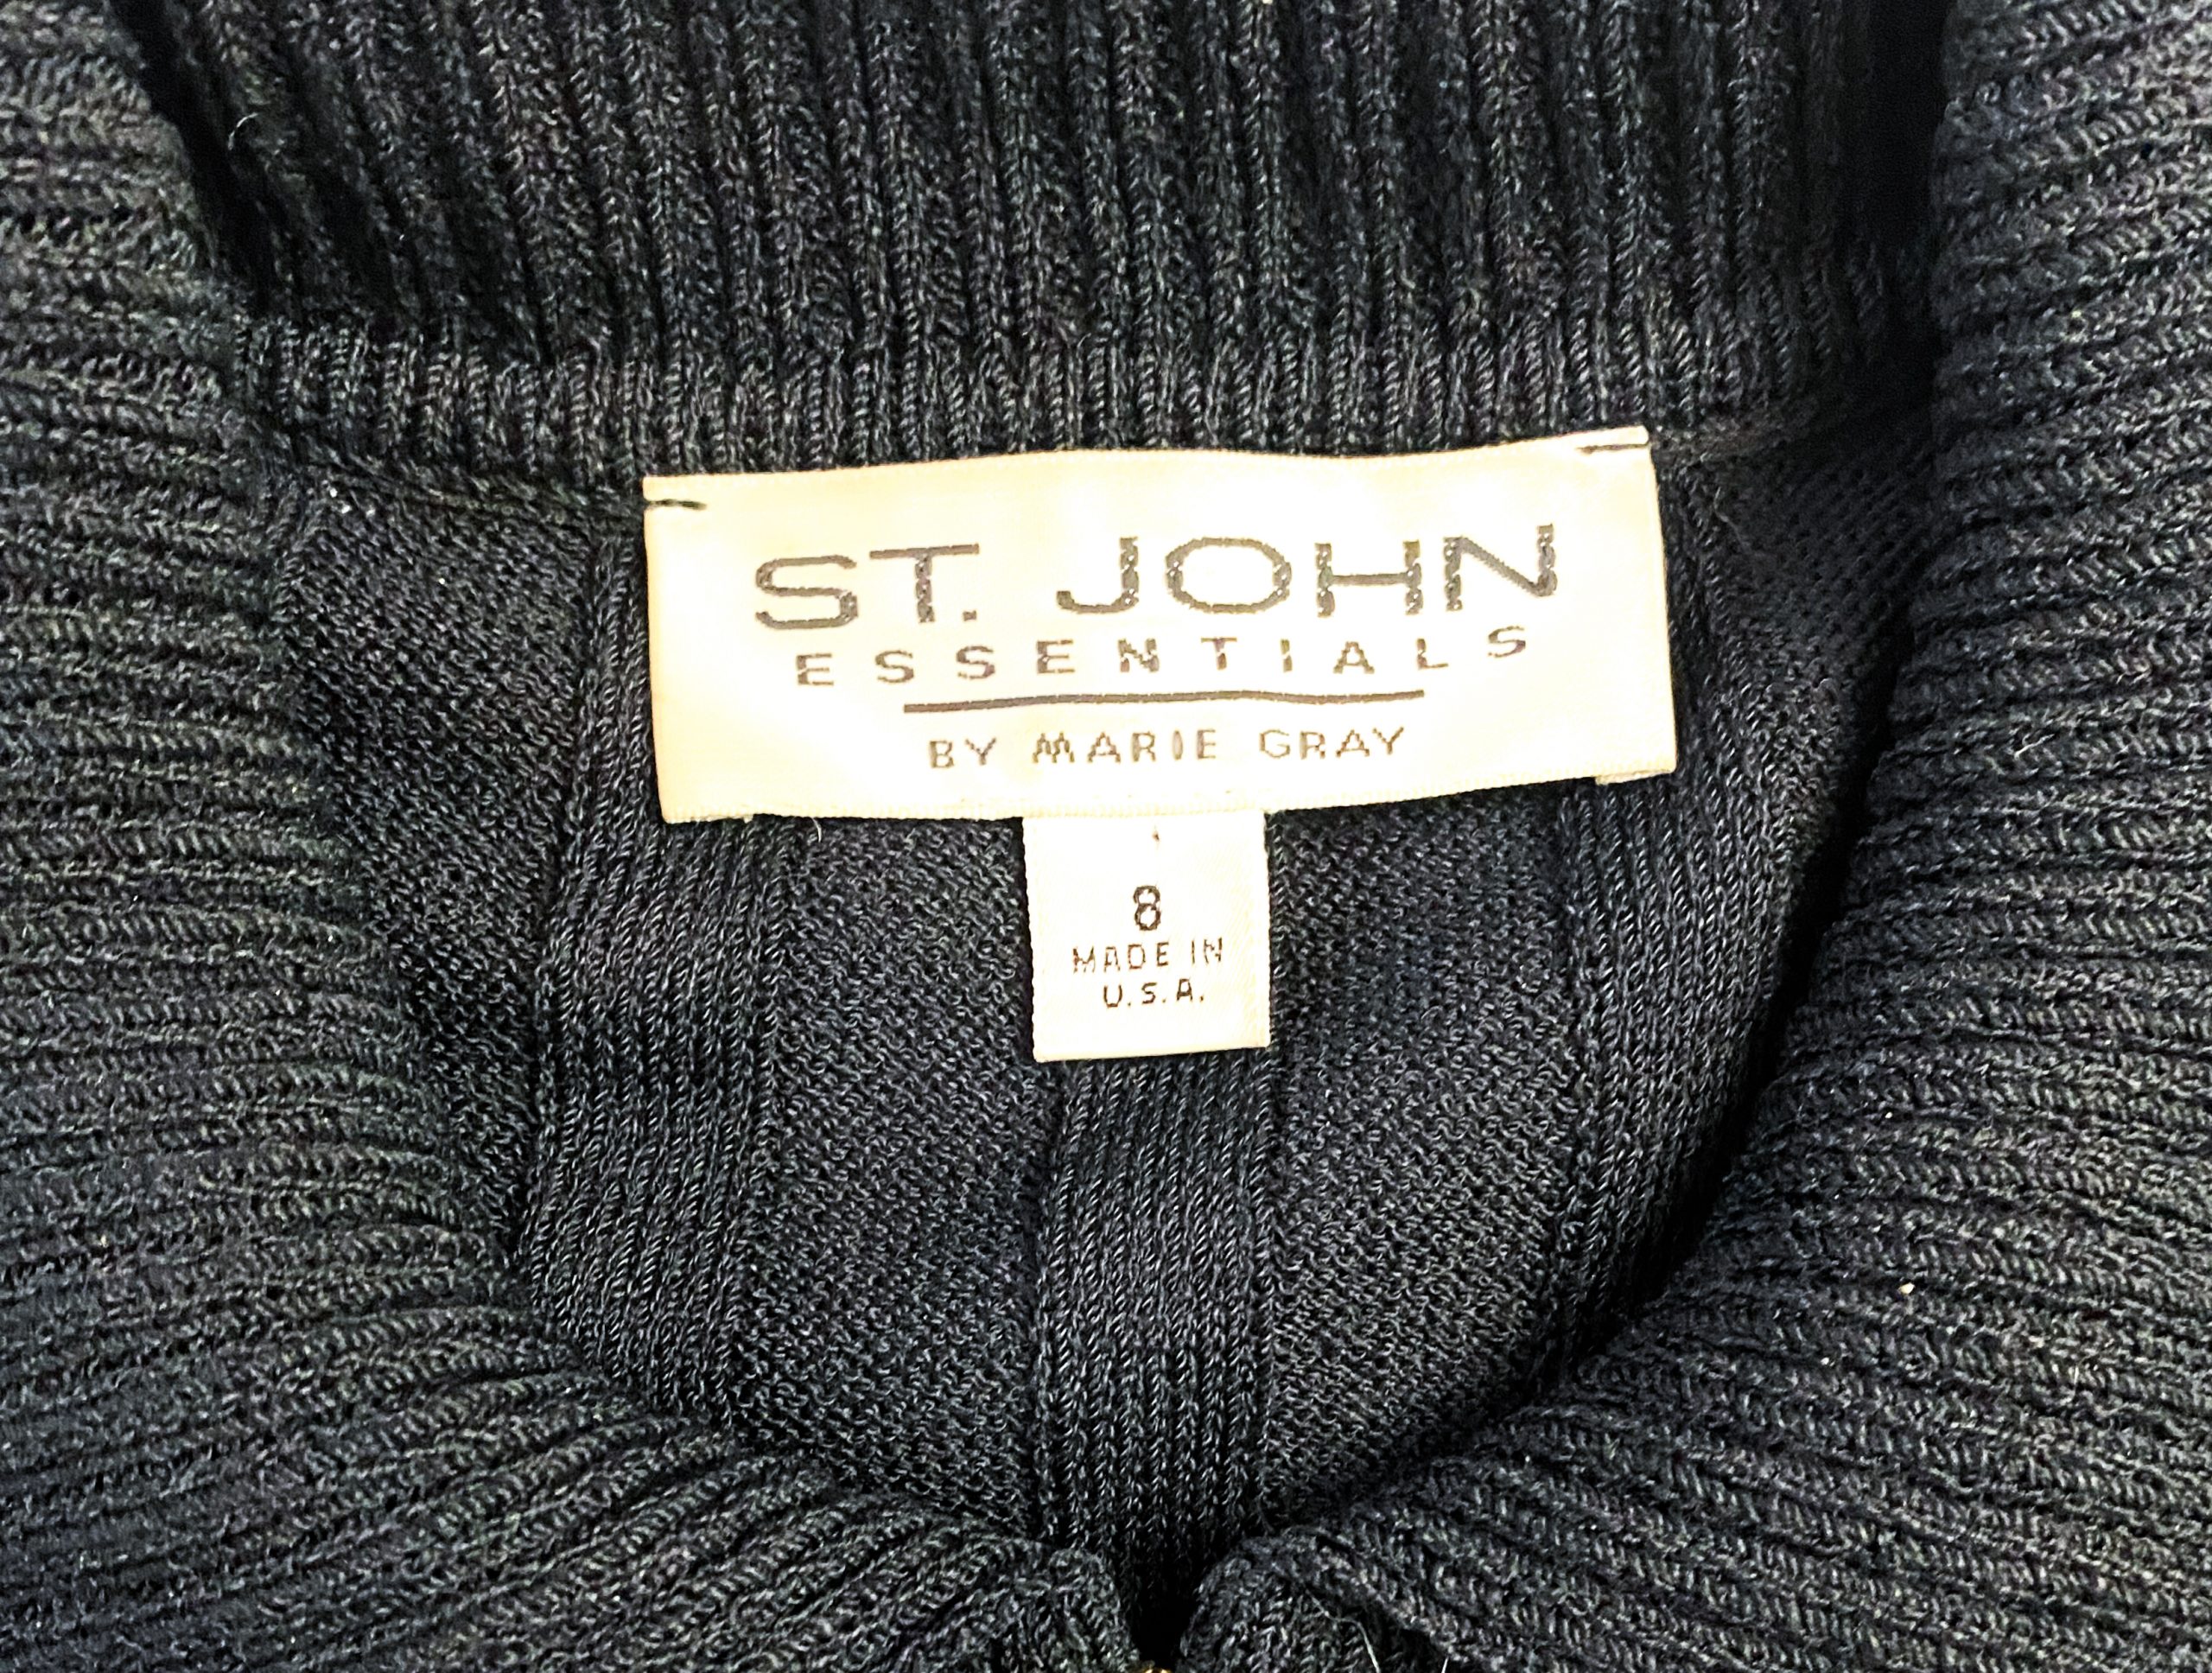 ST. JOHN
ESSENTIALS
BY MARIE GRAY
8
MADE IN
U.S.A.